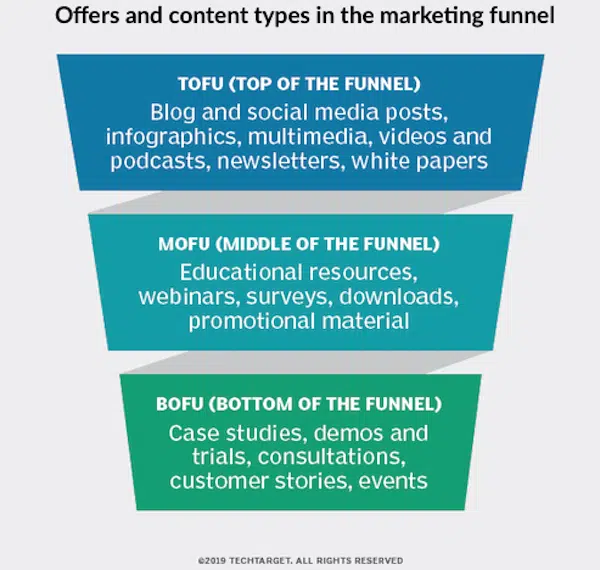 Offers and content types in the marketing funnel
TOFU (TOP OF THE FUNNEL)
Blog and social media posts,
infographics, multimedia, videos and
podcasts, newsletters, white papers
MOFU (MIDDLE OF THE FUNNEL)
Educational resources,
webinars, surveys, downloads,
promotional material
BOFU (BOTTOM OF THE FUNNEL)
Case studies, demos and
trials, consultations,
customer stories, events
©2019 TECHTARGET. ALL RIGHTS RESERVED